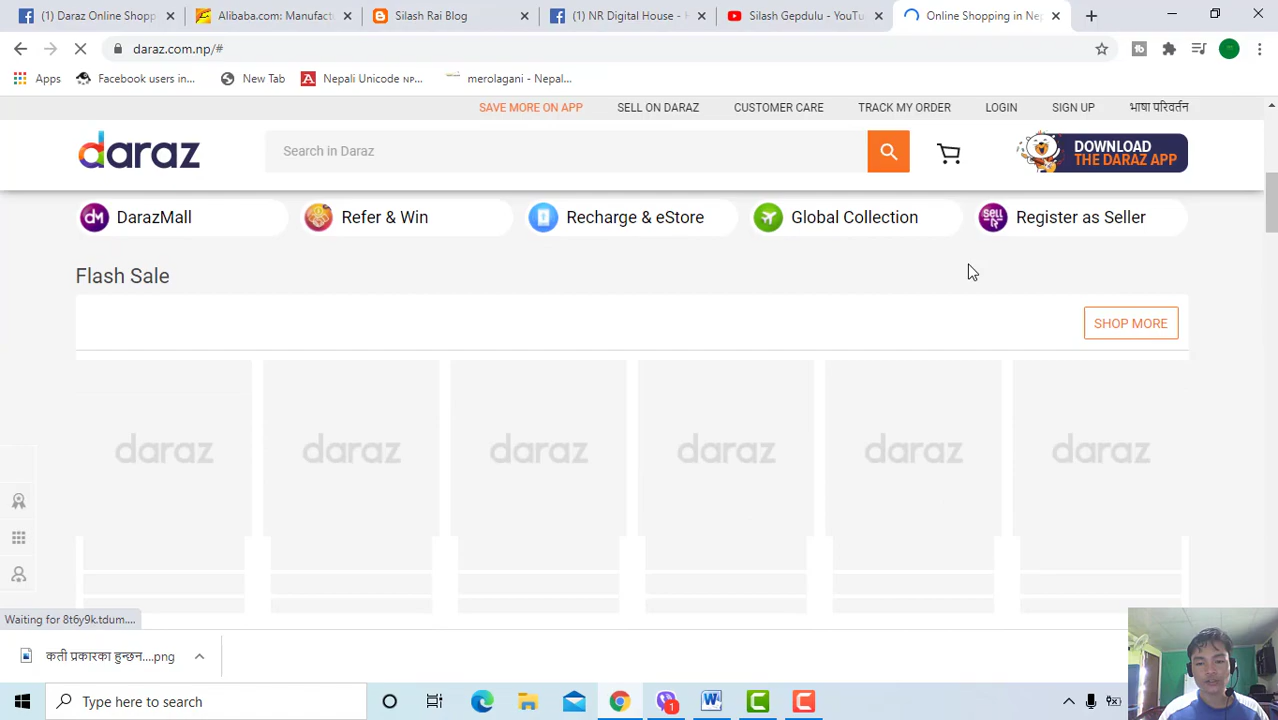 (1) Daraz Online Shopp
Alibaba.com: Manufact
Silash Rai Blog
(1) NR Digital House - H
Silash Gepdulu - YouTu
Online Shopping in Nep
daraz.com.np/#
Apps
Facebook users in...
New Tab
Nepali Unicode नेप...
merolagani - Nepal...
SAVE MORE ON APP
SELL ON DARAZ
CUSTOMER CARE
TRACK MY ORDER
LOGIN
SIGN UP
भाषा परिवर्तन
daraz
Search in Daraz
DOWNLOAD
THE DARAZ APP
DarazMall
Refer & Win
Recharge & eStore
Global Collection
Register as Seller
Flash Sale
SHOP MORE
daraz
daraz
daraz
daraz
daraz
daraz
Waiting for 8t6y9k.tdum....
कती प्रकारका हुन्छन....png
Type here to search